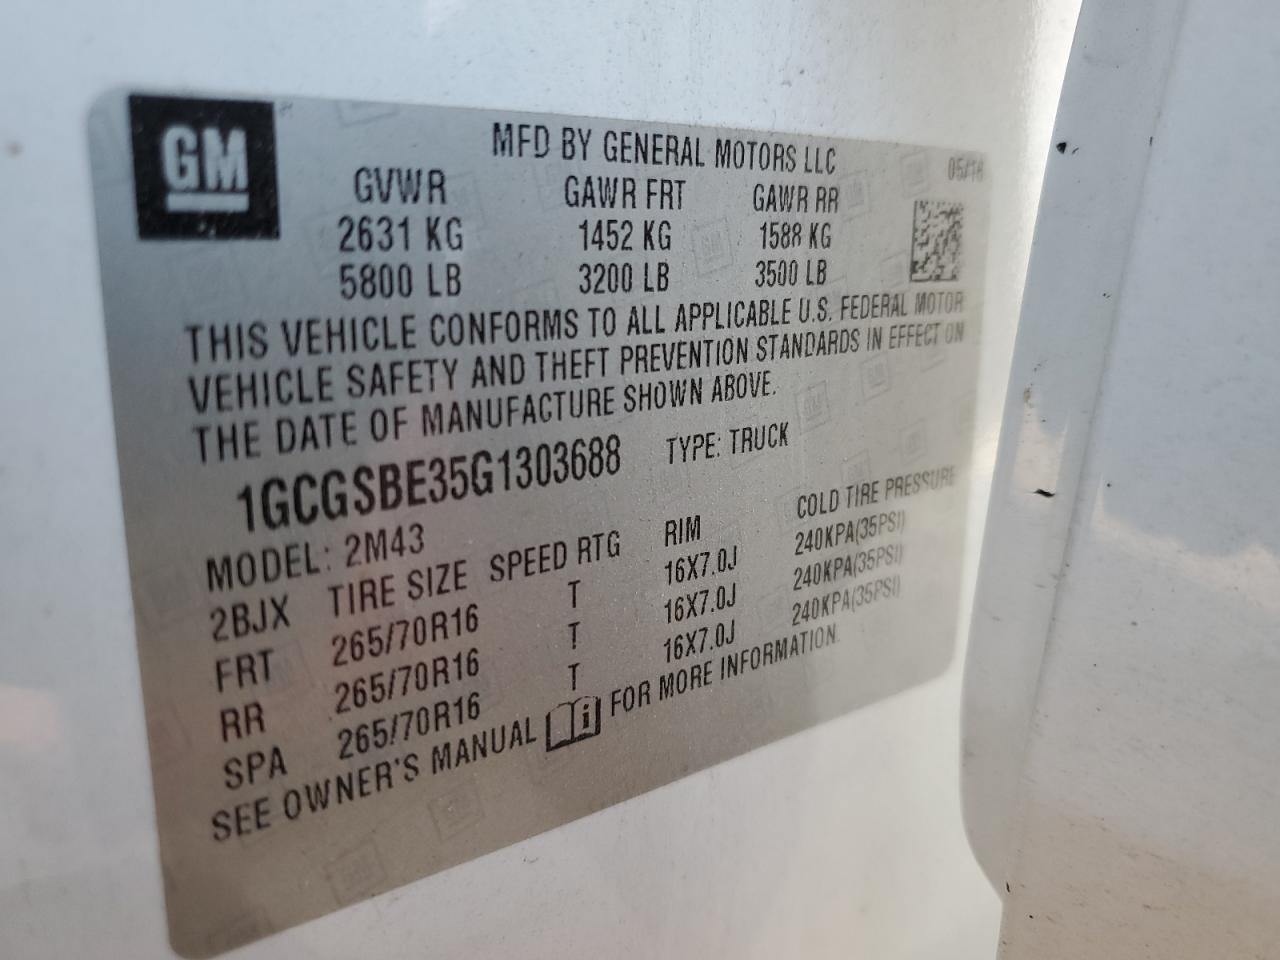 GM
MFD BY GENERAL MOTORS LLC
GVWR GAWR FRT GAWR RR
2631 KG 1452 KG 1588 KG
5800 LB 3200 LB 3500 LB
THIS VEHICLE CONFORMS TO ALL APPLICABLE U.S. FEDERAL MOTOR
VEHICLE SAFETY AND THEFT PREVENTION STANDARDS IN EFFECT ON
THE DATE OF MANUFACTURE SHOWN ABOVE.
1GCGSBE35G1303688 TYPE: TRUCK
MODEL: 2M43
2BJX TIRE SIZE SPEED RTG RIM COLD TIRE PRESSURE
FRT 265/70R16 T 16X7.0J 240KPA(35PSI)
RR 265/70R16 T 16X7.0J 240KPA(35PSI)
SPA 265/70R16 T 16X7.0J 240KPA(35PSI)
SEE OWNER'S MANUAL i FOR MORE INFORMATION.